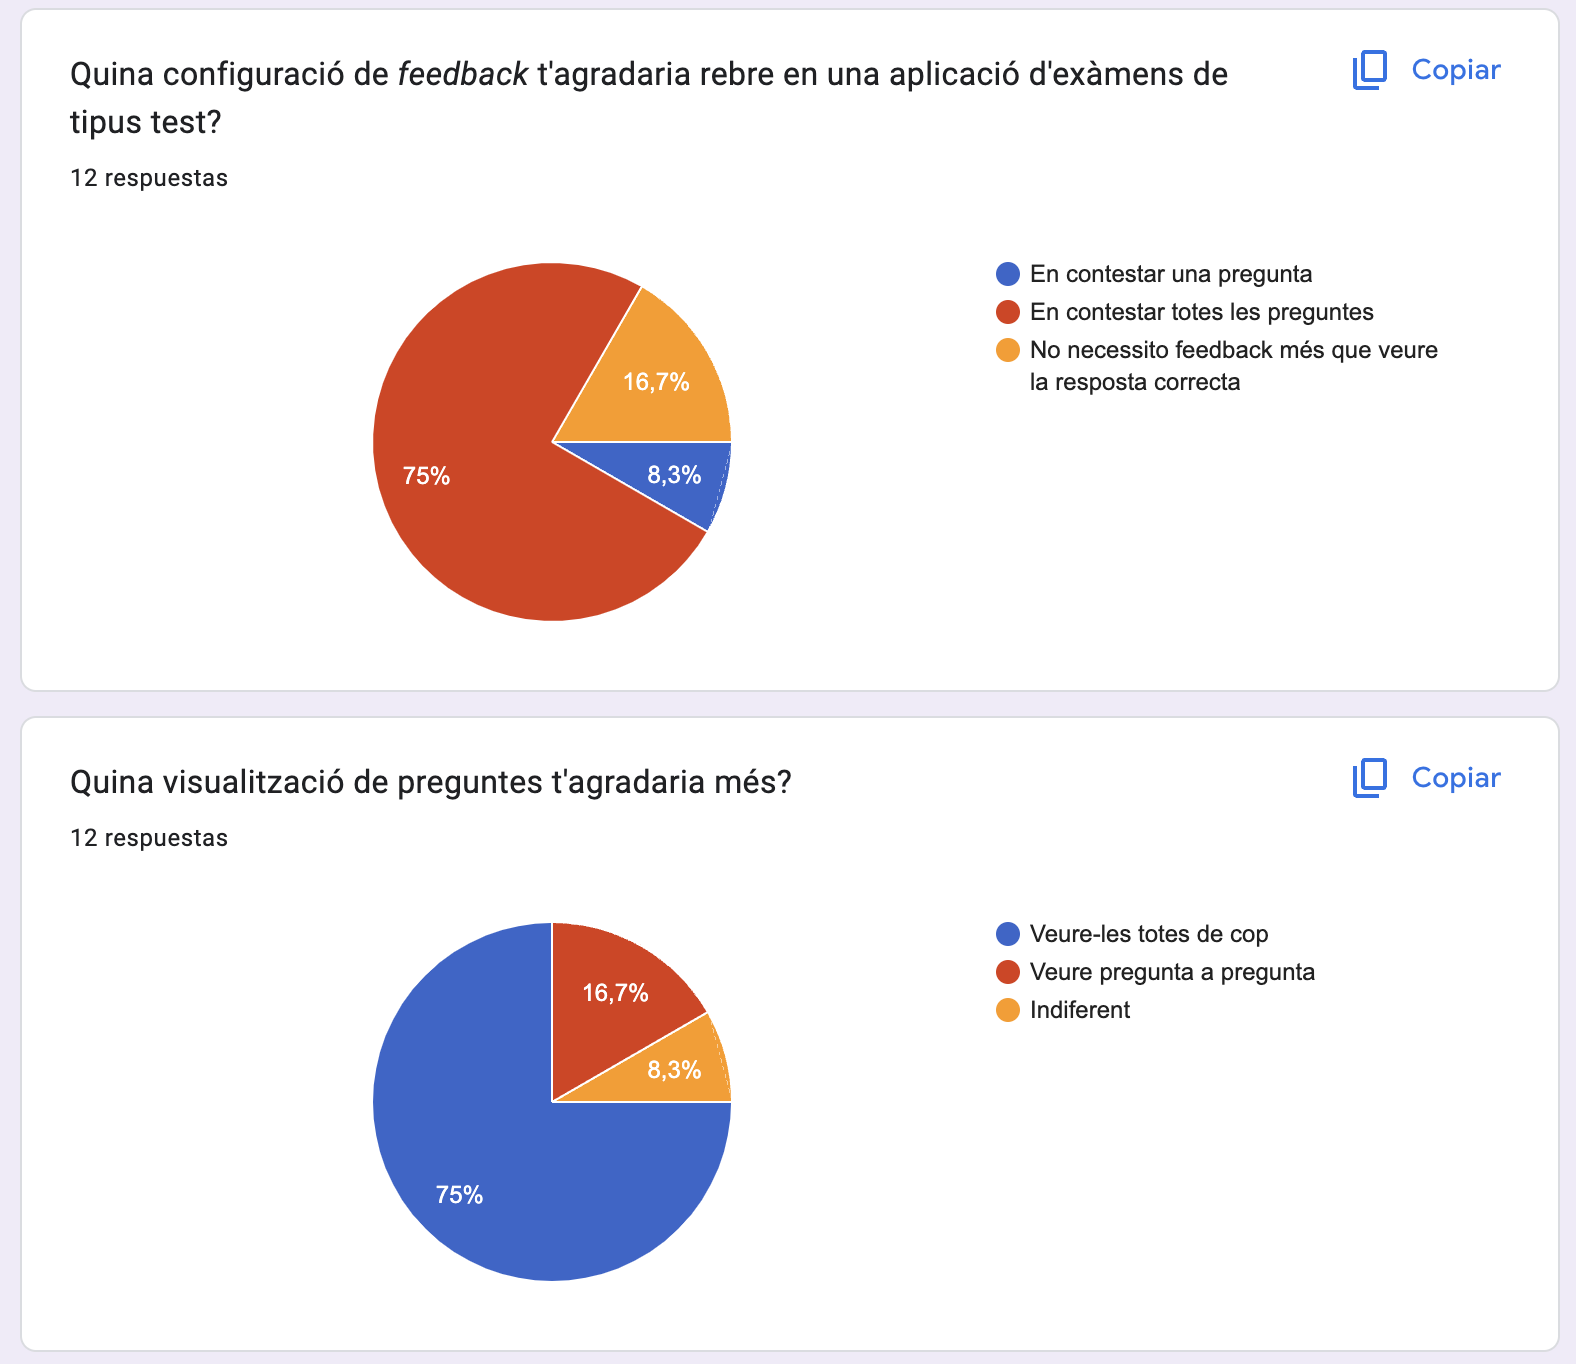 Quina configuració de feedback t'agradaria rebre en una aplicació d'exàmens de
tipus test?
Copiar
12 respuestas
En contestar una pregunta
En contestar totes les preguntes
No necessito feedback més que veure
la resposta correcta
16,7%
8,3%
75%
Quina visualització de preguntes t'agradaria més?
Copiar
12 respuestas
Veure-les totes de cop
Veure pregunta a pregunta
Indiferent
16,7%
8,3%
75%